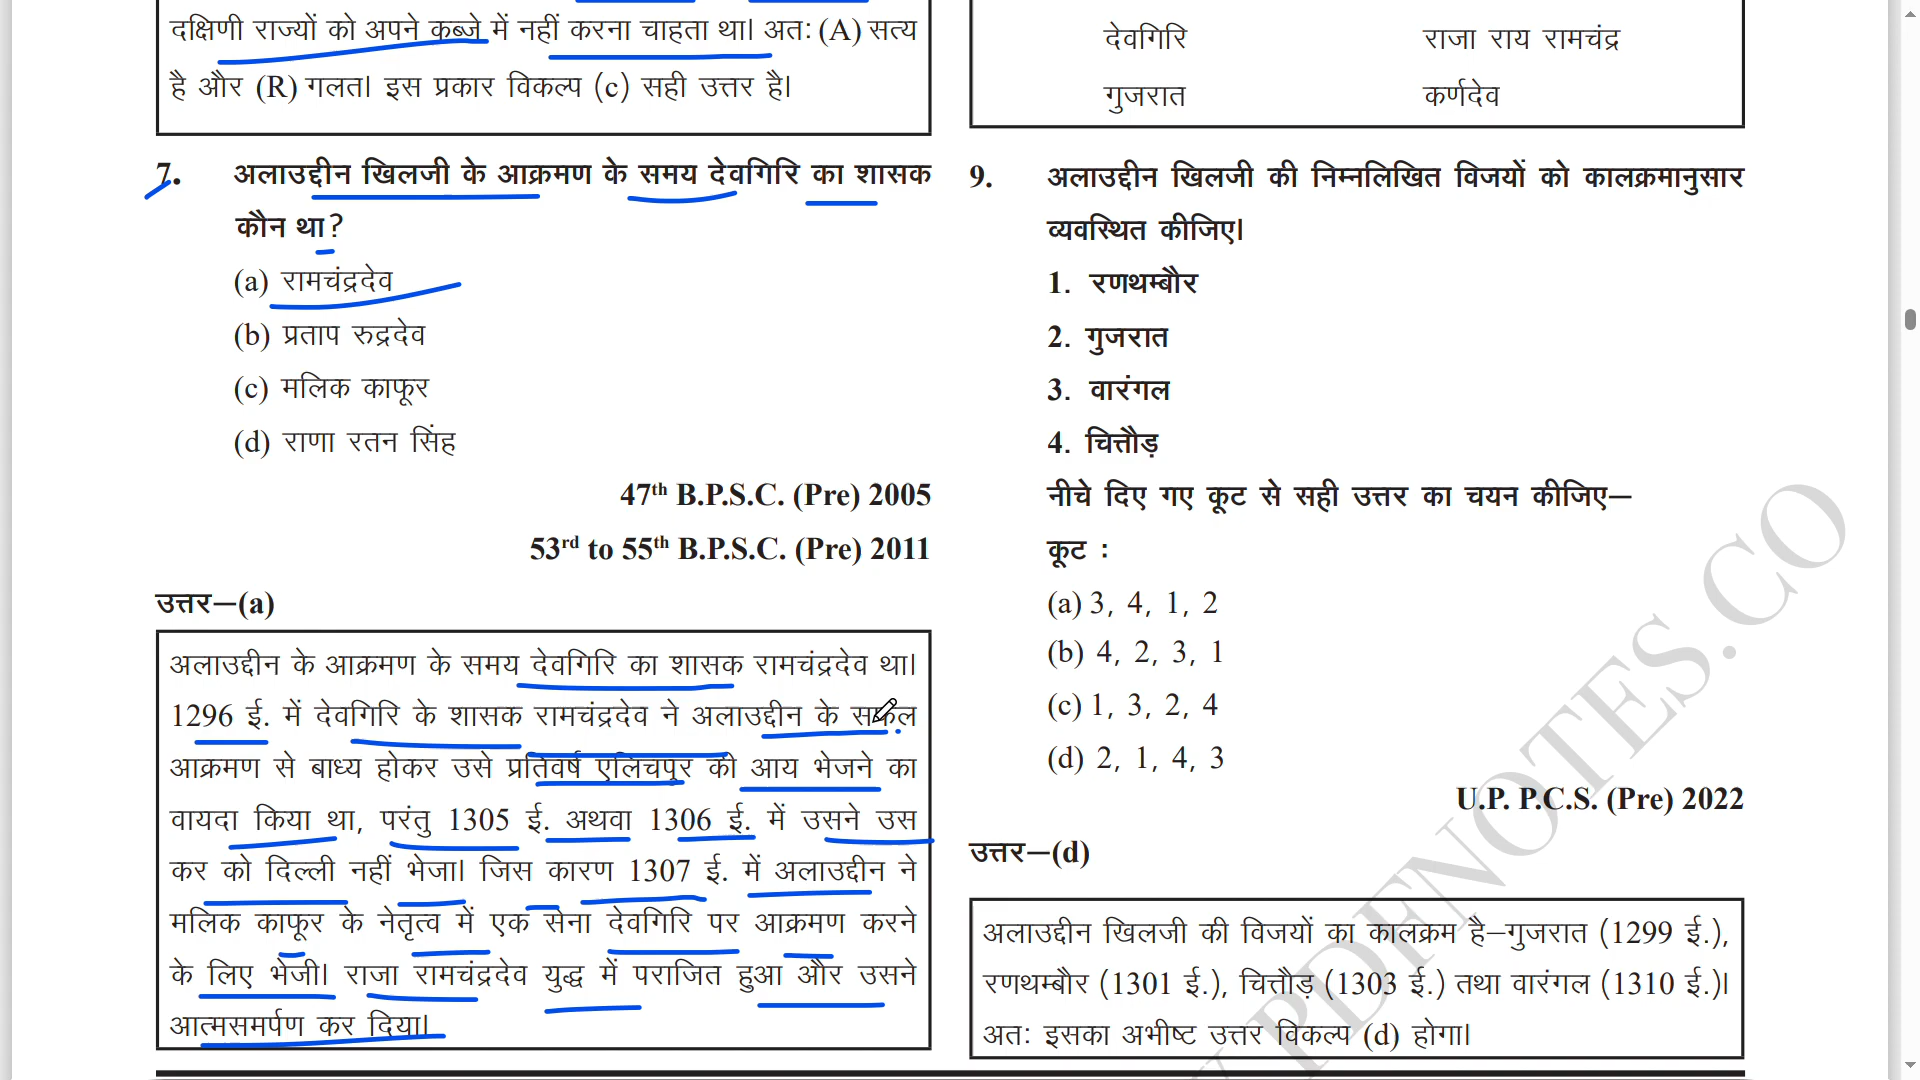 दक्षिणी राज्यों को अपने कब्जे में नहीं करना चाहता था। अत: (A) सत्य
है और (R) गलत। इस प्रकार विकल्प (c) सही उत्तर है।
7. अलाउद्दीन खिलजी के आक्रमण के समय देवगिरि का शासक
कौन था?
(a) रामचंद्रदेव
(b) प्रताप रुद्रदेव
(c) मलिक काफूर
(d) राणा रतन सिंह
47th B.P.S.C. (Pre) 2005
53rd to 55th B.P.S.C. (Pre) 2011
उत्तर—(a)
अलाउद्दीन के आक्रमण के समय देवगिरि का शासक रामचंद्रदेव था।
1296 ई. में देवगिरि के शासक रामचंद्रदेव ने अलाउद्दीन के सफल
आक्रमण से बाध्य होकर उसे प्रतिवर्ष एलिचपुर की आय भेजने का
वायदा किया था, परंतु 1305 ई. अथवा 1306 ई. में उसने उस
कर को दिल्ली नहीं भेजा। जिस कारण 1307 ई. में अलाउद्दीन ने
मलिक काफूर के नेतृत्व में एक सेना देवगिरि पर आक्रमण करने
के लिए भेजी। राजा रामचंद्रदेव युद्ध में पराजित हुआ और उसने
आत्मसमर्पण कर दिया।
देवगिरि राजा राय रामचंद्र
गुजरात कर्णदेव
9. अलाउद्दीन खिलजी की निम्नलिखित विजयों को कालक्रमानुसार
व्यवस्थित कीजिए।
1. रणथम्बौर
2. गुजरात
3. वारंगल
4. चित्तौड़
नीचे दिए गए कूट से सही उत्तर का चयन कीजिए—
कूट :
(a) 3, 4, 1, 2
(b) 4, 2, 3, 1
(c) 1, 3, 2, 4
(d) 2, 1, 4, 3
U.P. P.C.S. (Pre) 2022
उत्तर—(d)
अलाउद्दीन खिलजी की विजयों का कालक्रम है—गुजरात (1299 ई.),
रणथम्बौर (1301 ई.), चित्तौड़ (1303 ई.) तथा वारंगल (1310 ई.)।
अत: इसका अभीष्ट उत्तर विकल्प (d) होगा।
PDFNOTES.CO